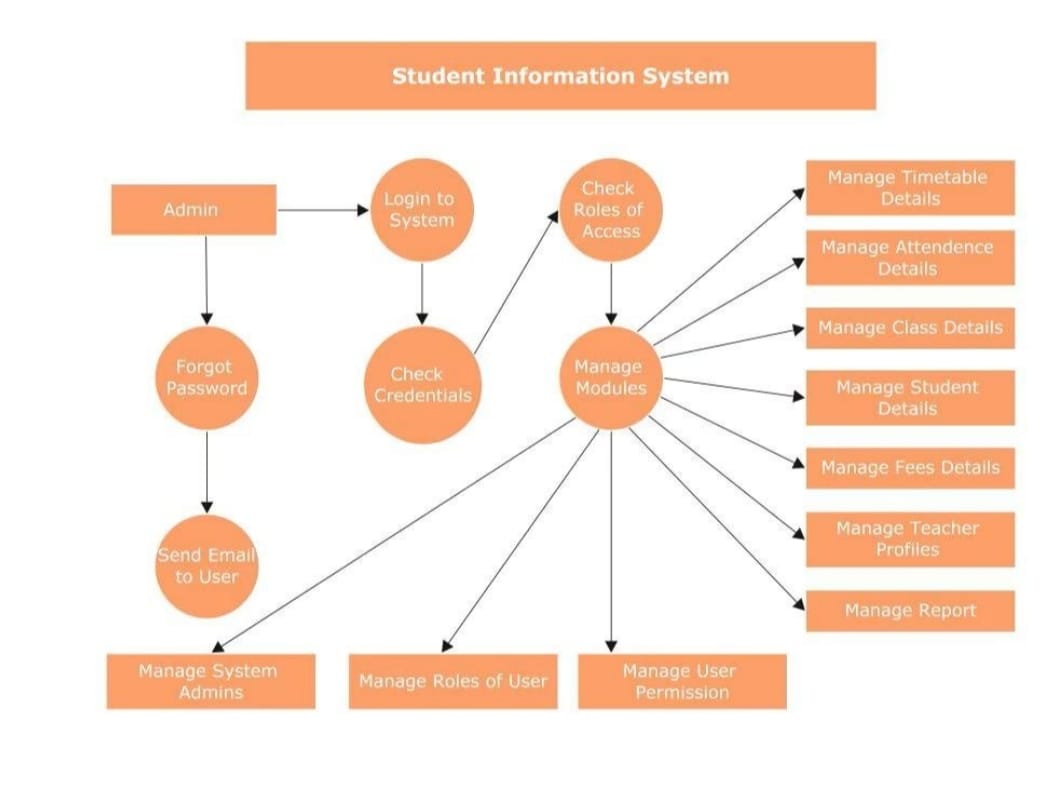 Student Information System
Admin
Login to
System
Check
Roles of
Access
Manage Timetable
Details
Manage Attendence
Details
Manage Class Details
Forgot
Password
Check
Credentials
Manage
Modules
Manage Student
Details
Manage Fees Details
Manage Teacher
Profiles
Send Email
to User
Manage Report
Manage System
Admins
Manage Roles of User
Manage User
Permission